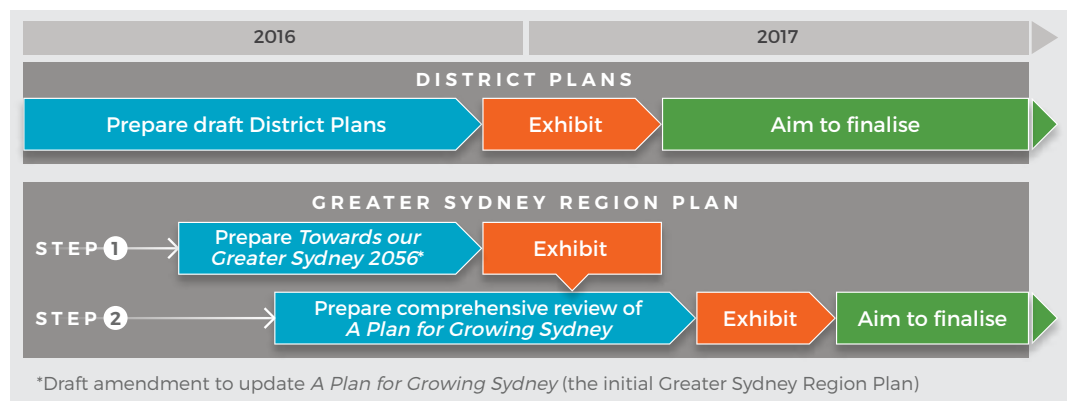 2016
2017
DISTRICT PLANS
Prepare draft District Plans
Exhibit
Aim to finalise
GREATER SYDNEY REGION PLAN
STEP 1
Prepare Towards our
Greater Sydney 2056*
Exhibit
STEP 2
Prepare comprehensive review of
A Plan for Growing Sydney
Exhibit
Aim to finalise
*Draft amendment to update A Plan for Growing Sydney (the initial Greater Sydney Region Plan)